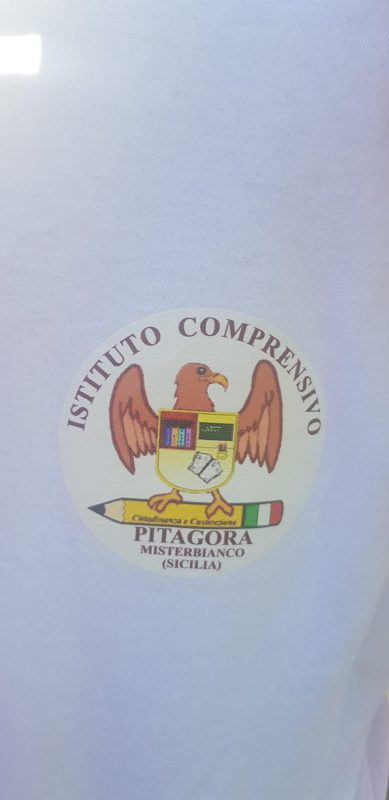 ISTITUTO COMPRENSIVO
Cittadinanza e Costituzione
PITAGORA
MISTERBIANCO
(SICILIA)